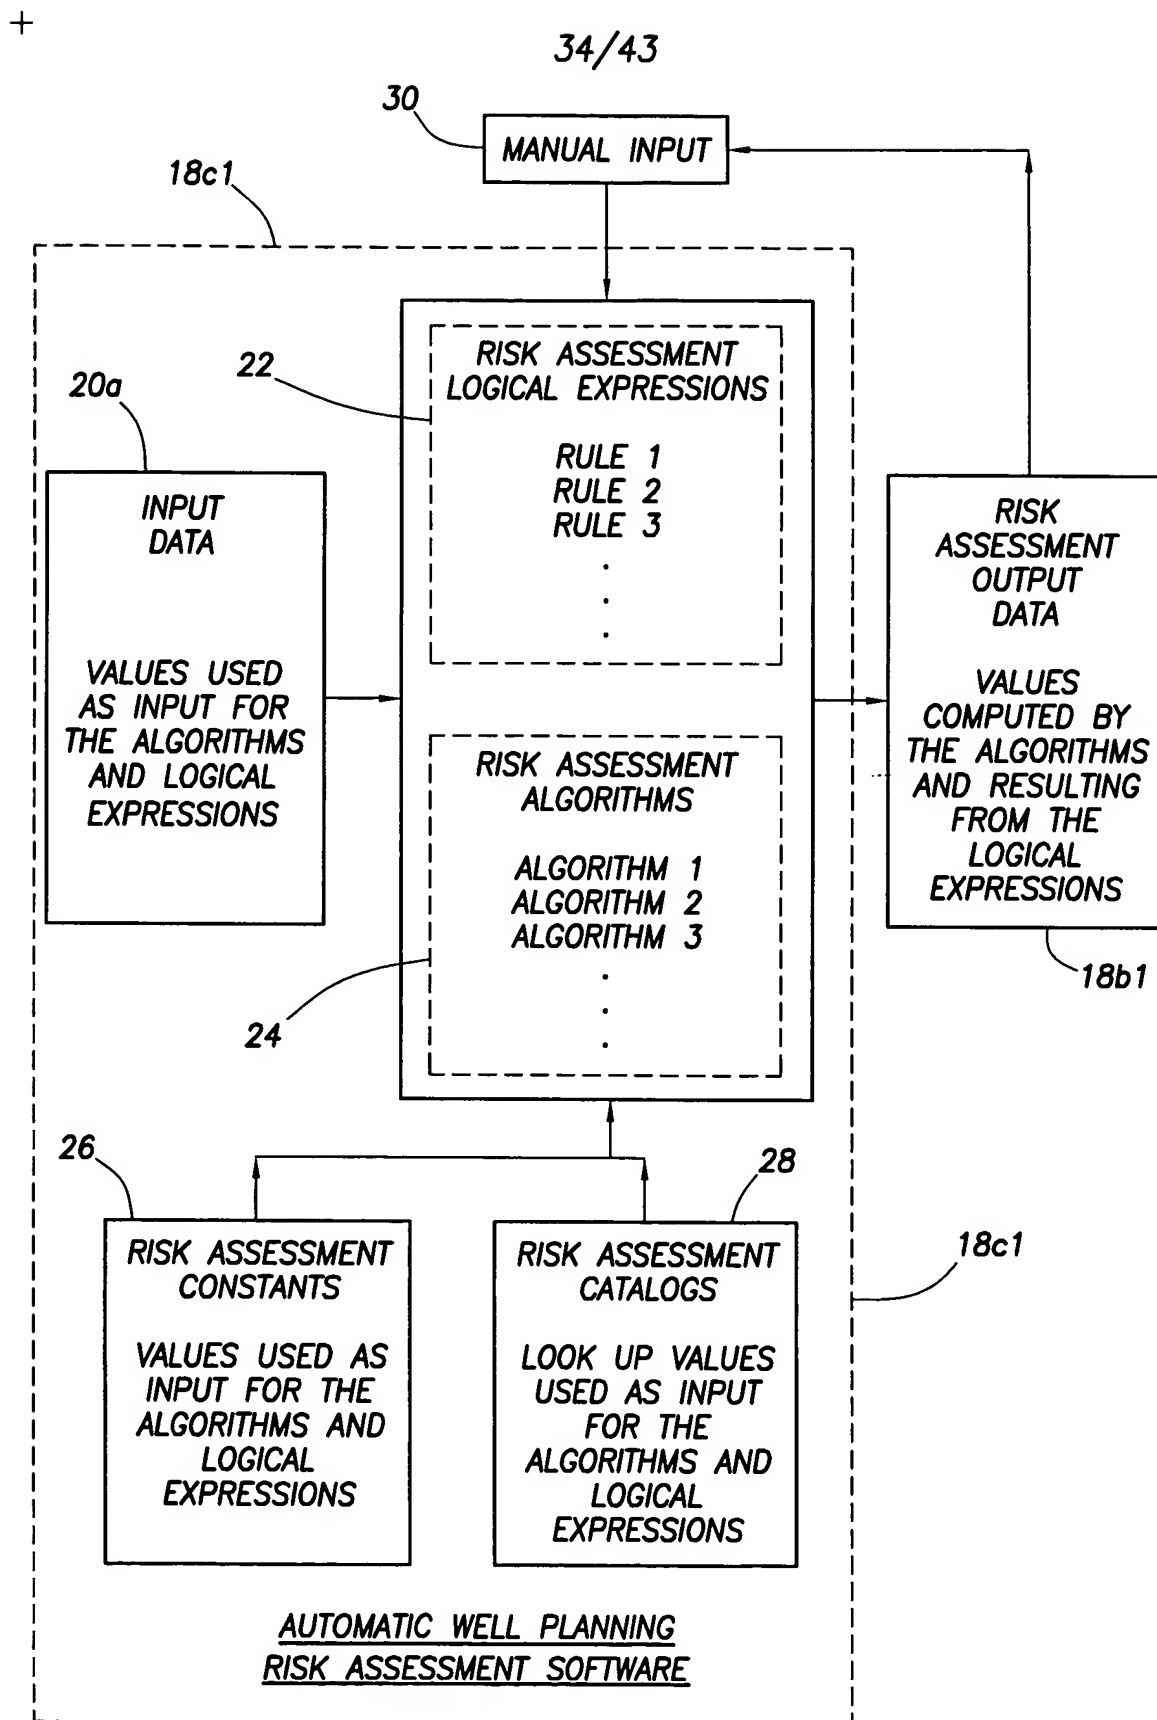 34/43
30
MANUAL INPUT
18c1
22
RISK ASSESSMENT
LOGICAL EXPRESSIONS
RULE 1
RULE 2
RULE 3
.
.
.
20a
INPUT
DATA
VALUES USED
AS INPUT FOR
THE ALGORITHMS
AND LOGICAL
EXPRESSIONS
RISK ASSESSMENT
ALGORITHMS
ALGORITHM 1
ALGORITHM 2
ALGORITHM 3
.
.
.
24
RISK
ASSESSMENT
OUTPUT
DATA
VALUES
COMPUTED BY
THE ALGORITHMS
AND RESULTING
FROM THE
LOGICAL
EXPRESSIONS
18b1
26
RISK ASSESSMENT
CONSTANTS
VALUES USED AS
INPUT FOR THE
ALGORITHMS AND
LOGICAL
EXPRESSIONS
28
RISK ASSESSMENT
CATALOGS
LOOK UP VALUES
USED AS INPUT
FOR THE
ALGORITHMS AND
LOGICAL
EXPRESSIONS
18c1
AUTOMATIC WELL PLANNING
RISK ASSESSMENT SOFTWARE